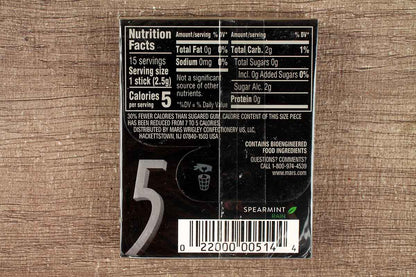 Nutrition Facts
15 servings
Serving size
1 stick (2.5g)
Calories 5
per serving
Amount/serving % DV*
Total Fat 0g 0%
Sodium 0mg 0%
Not a significant
source of other
nutrients.
*%DV = % Daily Value
Amount/serving % DV*
Total Carb. 2g 1%
Total Sugars 0g
Incl. 0g Added Sugars 0%
Sugar Alc. 2g
Protein 0g
30% FEWER CALORIES THAN SUGARED GUM. CALORIE CONTENT OF THIS SIZE PIECE
HAS BEEN REDUCED FROM 7 TO 5 CALORIES.
DISTRIBUTED BY MARS WRIGLEY CONFECTIONERY US, LLC,
HACKETTSTOWN, NJ 07840-1503 USA
CONTAINS BIOENGINEERED
FOOD INGREDIENTS
QUESTIONS? COMMENTS?
CALL 1-800-974-4539
www.mars.com
5
SPEARMINT
RAIN
0 22000 00514 4